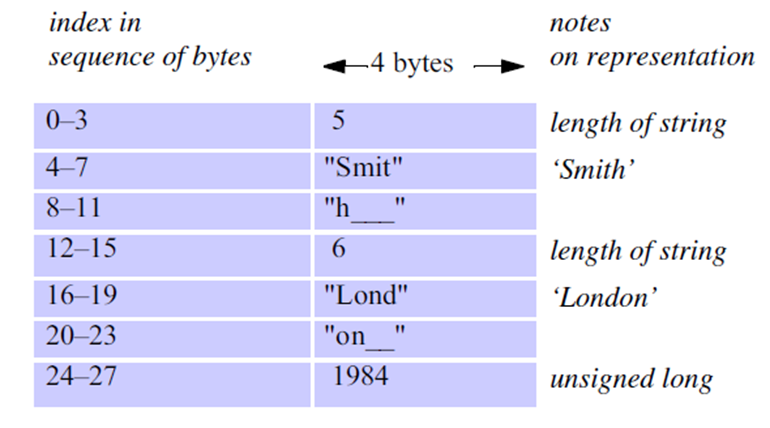 index in
sequence of bytes
4 bytes
notes
on representation
0–3 5 length of string
4–7 "Smit" ‘Smith’
8–11 "h___"
12–15 6 length of string
16–19 "Lond" ‘London’
20–23 "on__"
24–27 1984 unsigned long